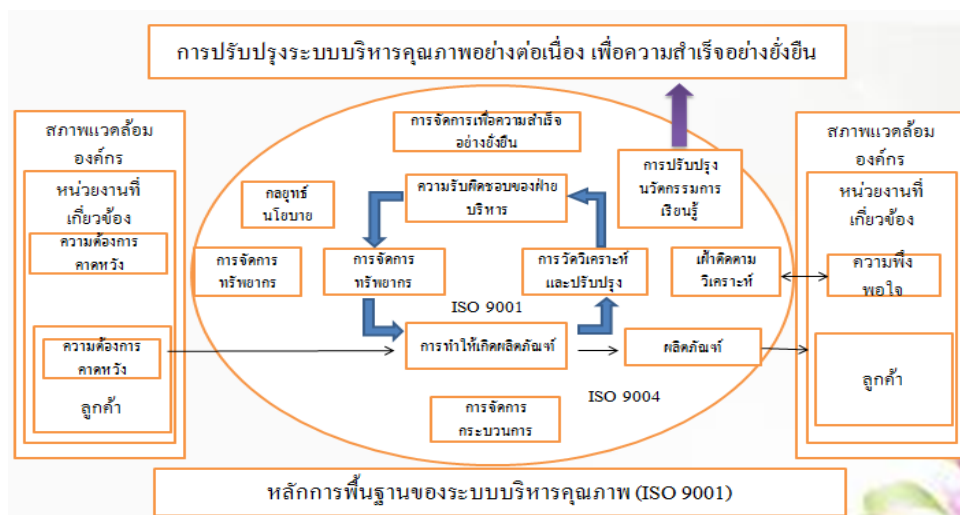 การปรับปรุงระบบบริหารคุณภาพอย่างต่อเนื่อง เพื่อความสำเร็จอย่างยั่งยืน
สภาพแวดล้อม
องค์กร
หน่วยงานที่
เกี่ยวข้อง
ความต้องการ
คาดหวัง
ความต้องการ
คาดหวัง
ลูกค้า
การจัดการเพื่อความสำเร็จ
อย่างยั่งยืน
กลยุทธ์
นโยบาย
ความรับผิดชอบของฝ่าย
บริหาร
การปรับปรุง
นวัตกรรมการ
เรียนรู้
การจัดการ
ทรัพยากร
การจัดการ
ทรัพยากร
การวัดวิเคราะห์
และปรับปรุง
เฝ้าติดตาม
วิเคราะห์
ISO 9001
การทำให้เกิดผลิตภัณฑ์
ผลิตภัณฑ์
ISO 9004
การจัดการ
กระบวนการ
สภาพแวดล้อม
องค์กร
หน่วยงานที่
เกี่ยวข้อง
ความพึง
พอใจ
ลูกค้า
หลักการพื้นฐานของระบบบริหารคุณภาพ (ISO 9001)